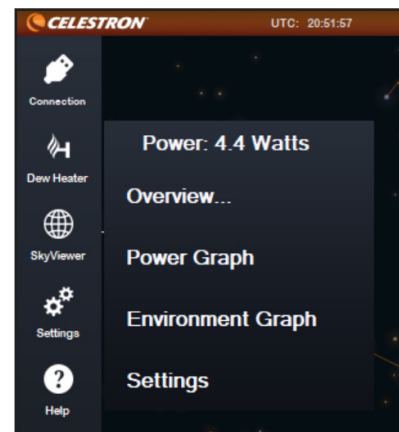 CELESTRON UTC: 20:51:57
Connection
Power: 4.4 Watts
Dew Heater
Overview...
SkyViewer
Power Graph
Environment Graph
Settings
Settings
?
Help